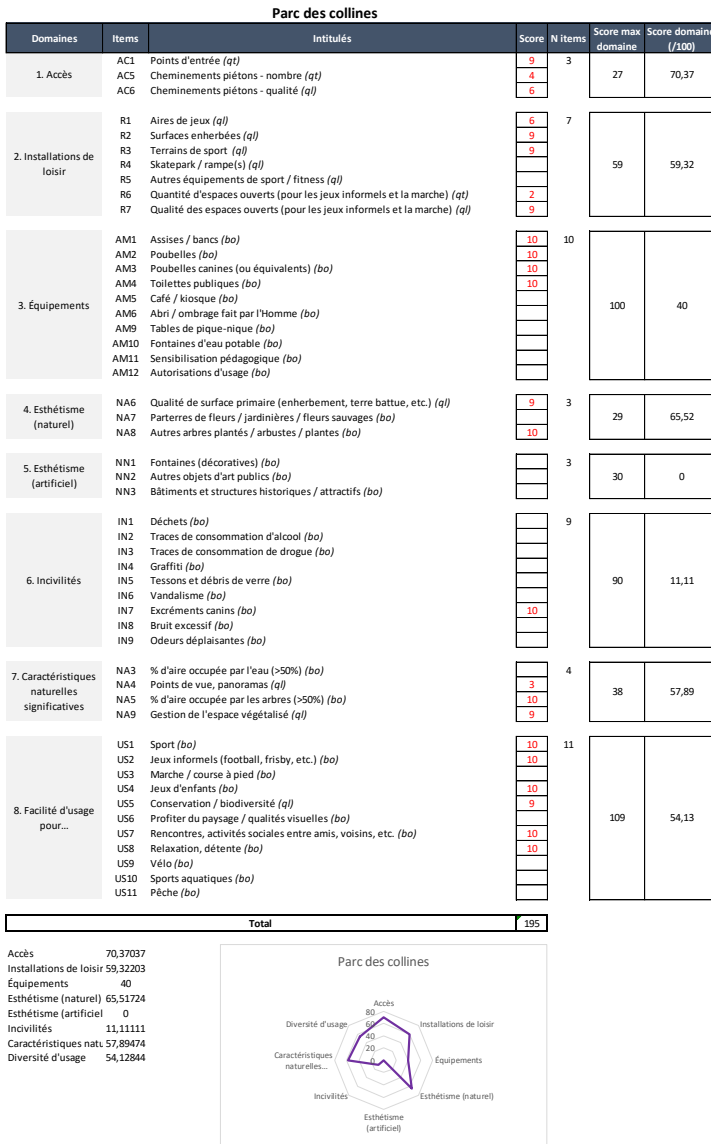 Parc des collines
Domaines Items Intitulés Score N items Score max domaine Score domaine (/100)
1. Accès 27 70,37
AC1 Points d'entrée (qt) 9 3
AC5 Cheminements piétons - nombre (qt) 4
AC6 Cheminements piétons - qualité (ql) 6
2. Installations de loisir 59 59,32
R1 Aires de jeux (ql) 6 7
R2 Surfaces enherbées (ql) 9
R3 Terrains de sport (ql) 9
R4 Skatepark / rampe(s) (ql)
R5 Autres équipements de sport / fitness (ql)
R6 Quantité d'espaces ouverts (pour les jeux informels et la marche) (qt) 2
R7 Qualité des espaces ouverts (pour les jeux informels et la marche) (ql) 9
3. Équipements 100 40
AM1 Assises / bancs (bo) 10 10
AM2 Poubelles (bo) 10
AM3 Poubelles canines (ou équivalents) (bo) 10
AM4 Toilettes publiques (bo) 10
AM5 Café / kiosque (bo)
AM6 Abri / ombrage fait par l'Homme (bo)
AM9 Tables de pique-nique (bo)
AM10 Fontaines d'eau potable (bo)
AM11 Sensibilisation pédagogique (bo)
AM12 Autorisations d'usage (bo)
4. Esthétisme (naturel) 29 65,52
NA6 Qualité de surface primaire (enherbement, terre battue, etc.) (ql) 9 3
NA7 Parterres de fleurs / jardinières / fleurs sauvages (bo)
NA8 Autres arbres plantés / arbustes / plantes (bo) 10
5. Esthétisme (artificiel) 30 0
NN1 Fontaines (décoratives) (bo) 3
NN2 Autres objets d'art publics (bo)
NN3 Bâtiments et structures historiques / attractifs (bo)
6. Incivilités 90 11,11
IN1 Déchets (bo) 9
IN2 Traces de consommation d'alcool (bo)
IN3 Traces de consommation de drogue (bo)
IN4 Graffiti (bo)
IN5 Tessons et débris de verre (bo)
IN6 Vandalisme (bo)
IN7 Excréments canins (bo) 10
IN8 Bruit excessif (bo)
IN9 Odeurs déplaisantes (bo)
7. Caractéristiques naturelles significatives 38 57,89
NA3 % d'aire occupée par l'eau (>50%) (bo) 4
NA4 Points de vue, panoramas (ql) 3
NA5 % d'aire occupée par les arbres (>50%) (bo) 10
NA9 Gestion de l'espace végétalisé (ql) 9
8. Facilité d'usage pour... 109 54,13
US1 Sport (bo) 10 11
US2 Jeux informels (football, frisby, etc.) (bo) 10
US3 Marche / course à pied (bo)
US4 Jeux d'enfants (bo) 10
US5 Conservation / biodiversité (ql) 9
US6 Profiter du paysage / qualités visuelles (bo)
US7 Rencontres, activités sociales entre amis, voisins, etc. (bo) 10
US8 Relaxation, détente (bo) 10
US9 Vélo (bo)
US10 Sports aquatiques (bo)
US11 Pêche (bo)
Total 195
Accès 70,37037
Installations de loisir 59,32203
Équipements 40
Esthétisme (naturel) 65,51724
Esthétisme (artificiel 0
Incivilités 11,11111
Caractéristiques natu 57,89474
Diversité d'usage 54,12844
Parc des collines
Accès
Installations de loisir
Équipements
Esthétisme (naturel)
Esthétisme
(artificiel)
Incivilités
Caractéristiques
naturelles...
Diversité d'usage
80
60
40
20
0